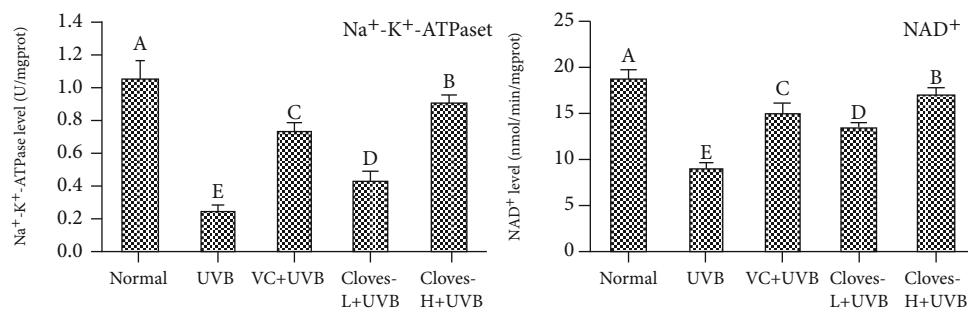 Na+-K+-ATPaset
Na+-K+-ATPase level (U/mgprot)
1.4
1.2
1.0
0.8
0.6
0.4
0.2
0.0
A
E
C
D
B
Normal
UVB
VC+UVB
Cloves-
L+UVB
Cloves-
H+UVB
NAD+
NAD+ level (nmol/min/mgprot)
25
20
15
10
5
0
A
E
C
D
B
Normal
UVB
VC+UVB
Cloves-
L+UVB
Cloves-
H+UVB